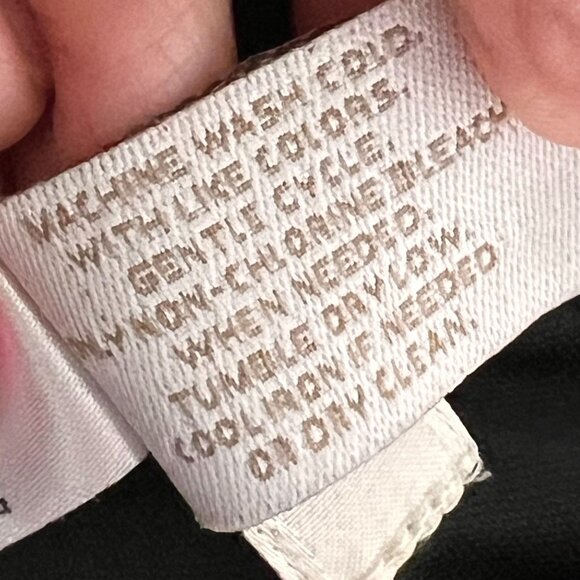 MACHINE WASH COLD.
WITH LIKE COLORS.
GENTLE CYCLE.
ONLY NON-CHLORINE BLEACH
WHEN NEEDED.
TUMBLE DRY LOW.
COOL IRON IF NEEDED
OR DRY CLEAN.